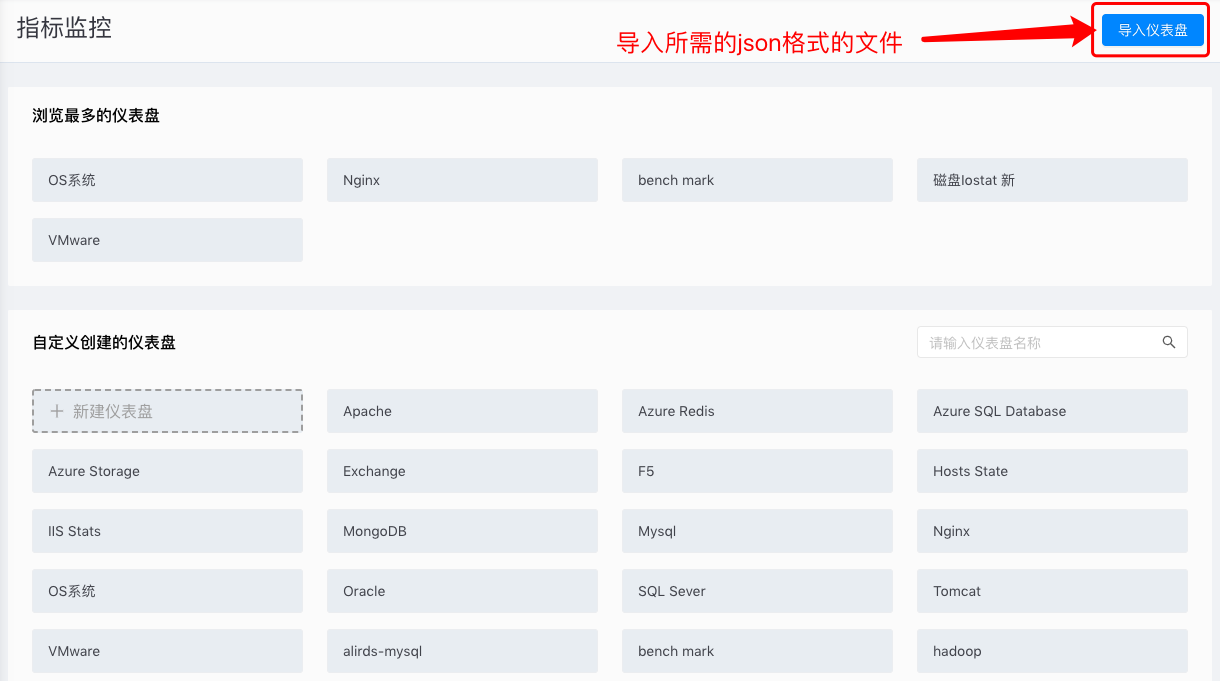 指标监控
导入所需的json格式的文件
导入仪表盘
浏览最多的仪表盘
OS系统
Nginx
bench mark
磁盘Iostat 新
VMware
自定义创建的仪表盘
请输入仪表盘名称
新建仪表盘
Apache
Azure Redis
Azure SQL Database
Azure Storage
Exchange
F5
Hosts State
IIS Stats
MongoDB
Mysql
Nginx
OS系统
Oracle
SQL Sever
Tomcat
VMware
alirds-mysql
bench mark
hadoop